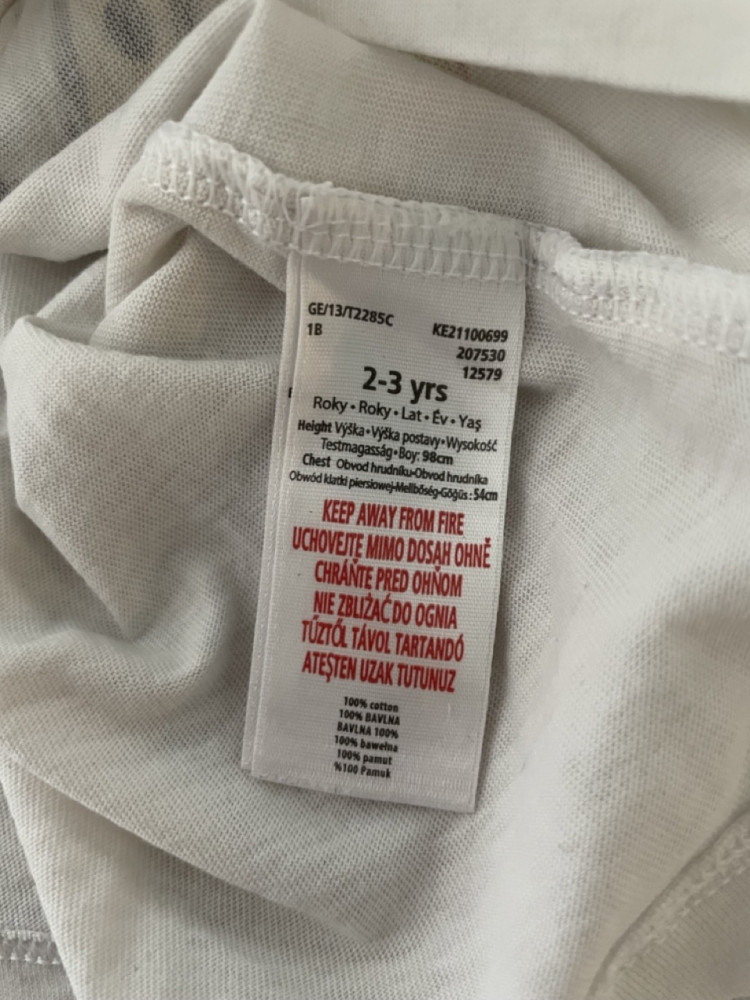 GE/13/T2285C
1B
KE21100699
207530
12579
2-3 yrs
Roky • Roky • Lat • Év • Yaş
Height Výška • Výška postavy • Wysokość
Testmagasság • Boy: 98cm
Chest Obvod hrudníku-Obvod hrudníka
Obwód klatki piersiowej-Mellbőség-Göğüs: 54cm
KEEP AWAY FROM FIRE
UCHOVEJTE MIMO DOSAH OHNĚ
CHRÁŇTE PRED OHŇOM
NIE ZBLIŻAĆ DO OGNIA
TŰZTŐL TÁVOL TARTANDÓ
ATEŞTEN UZAK TUTUNUZ
100% cotton
100% BAVLNA
BAVLNA 100%
100% bawełna
100% pamut
%100 Pamuk